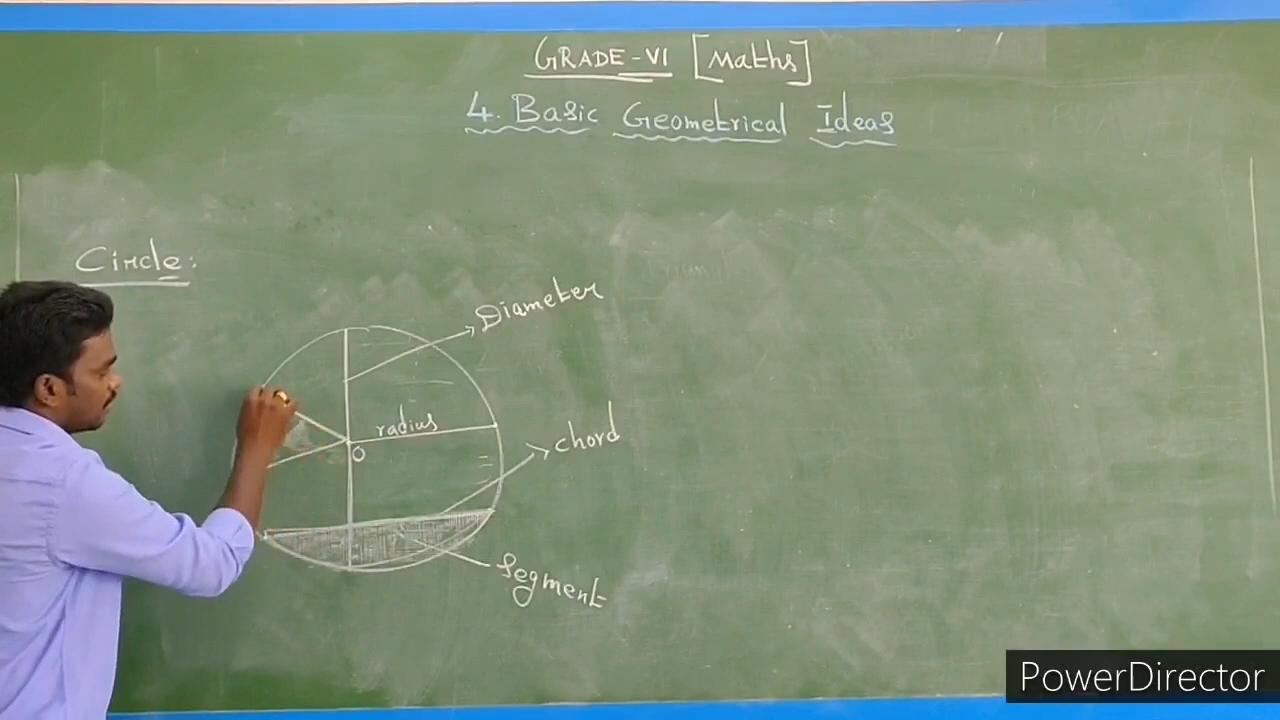 GRADE-VI [Maths]
4. Basic Geometrical Ideas
Circle:
Diameter
radius
chord
O
Segment
PowerDirector